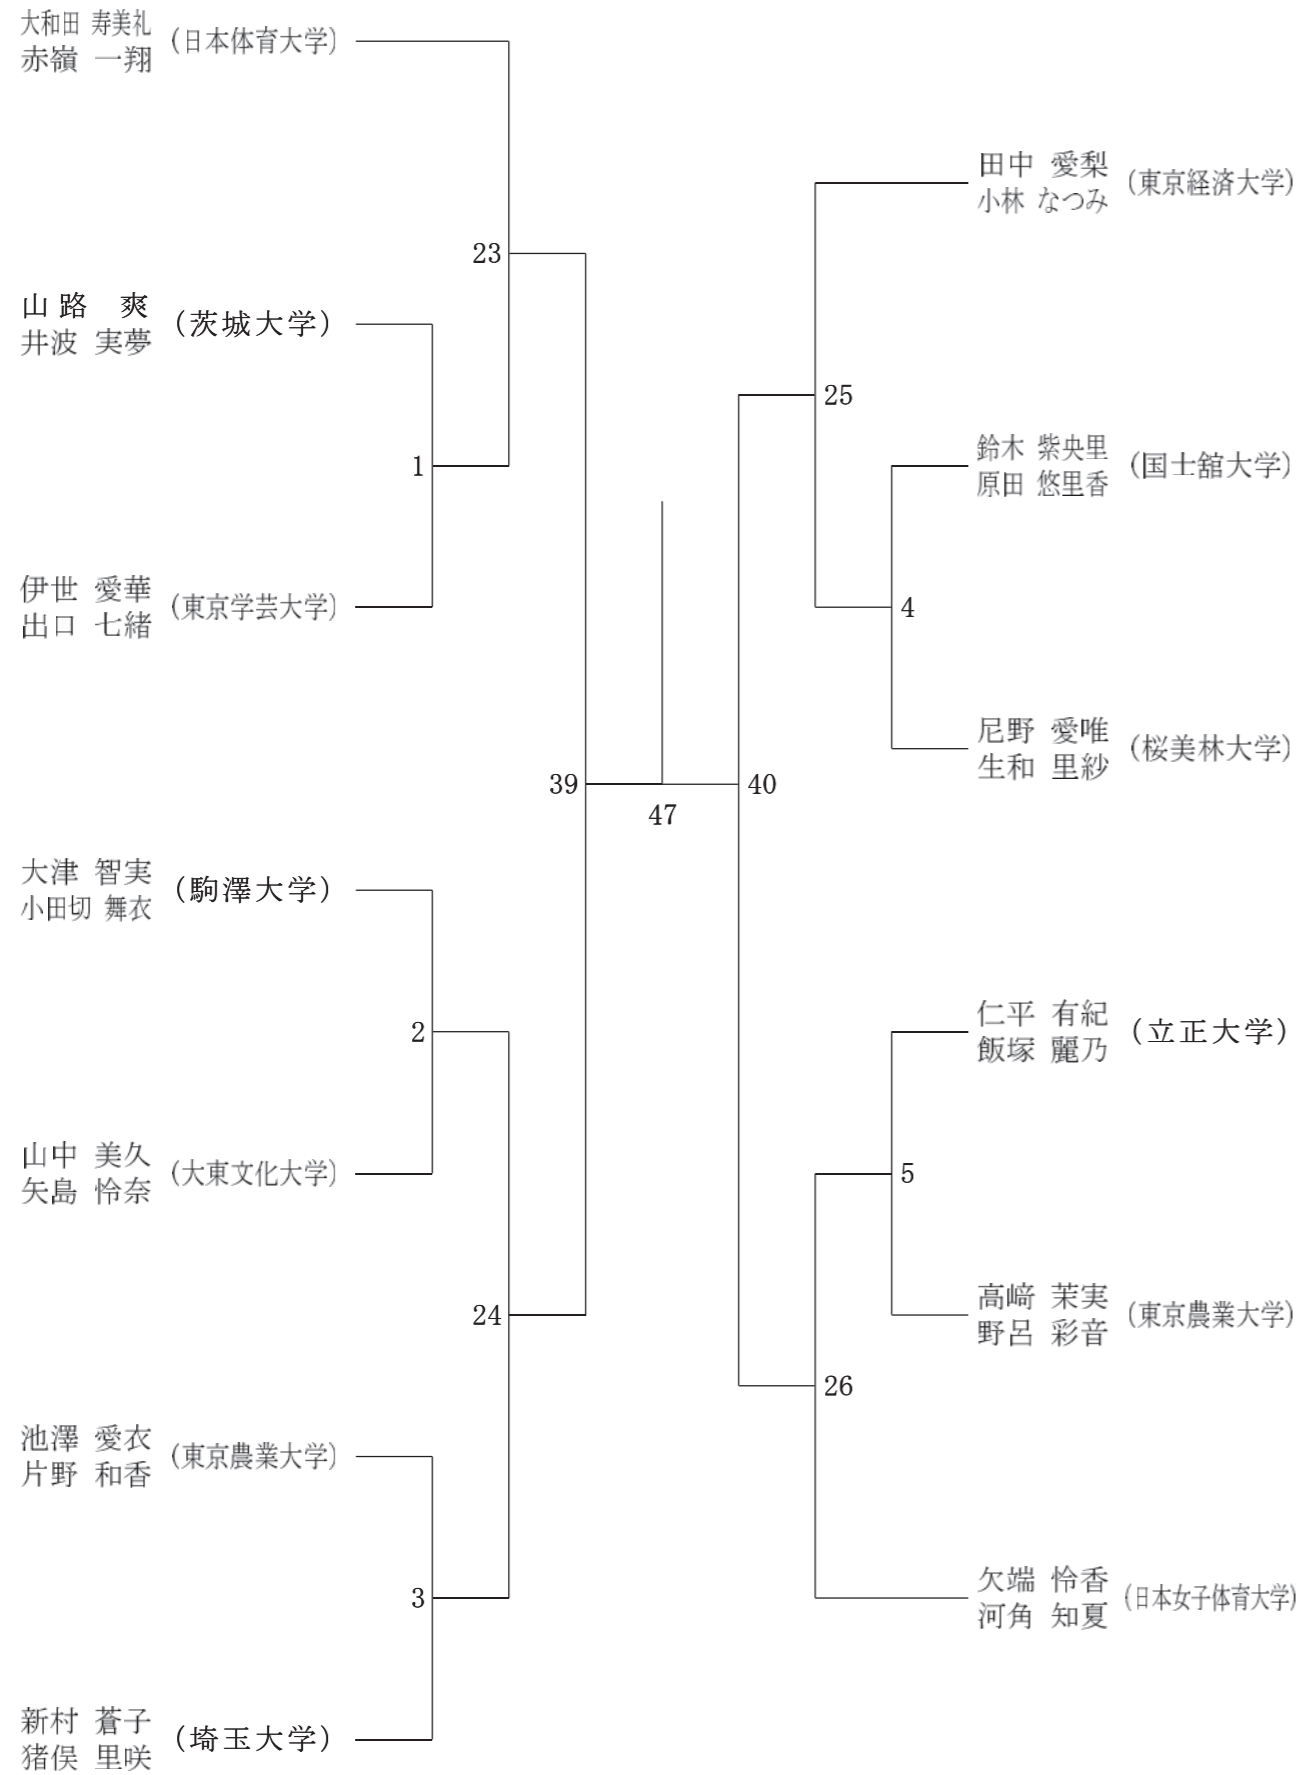 大和田 寿美礼
赤嶺 一翔
(日本体育大学)
23
山路 爽
井波 実夢
(茨城大学)
1
伊世 愛華
出口 七緒
(東京学芸大学)
39
47
大津 智実
小田切 舞衣
(駒澤大学)
2
山中 美久
矢島 怜奈
(大東文化大学)
24
池澤 愛衣
片野 和香
(東京農業大学)
3
新村 蒼子
猪俣 里咲
(埼玉大学)
田中 愛梨
小林 なつみ
(東京経済大学)
25
鈴木 紫央里
原田 悠里香
(国士舘大学)
4
尼野 愛唯
生和 里紗
(桜美林大学)
40
仁平 有紀
飯塚 麗乃
(立正大学)
5
高﨑 茉実
野呂 彩音
(東京農業大学)
26
欠端 怜香
河角 知夏
(日本女子体育大学)